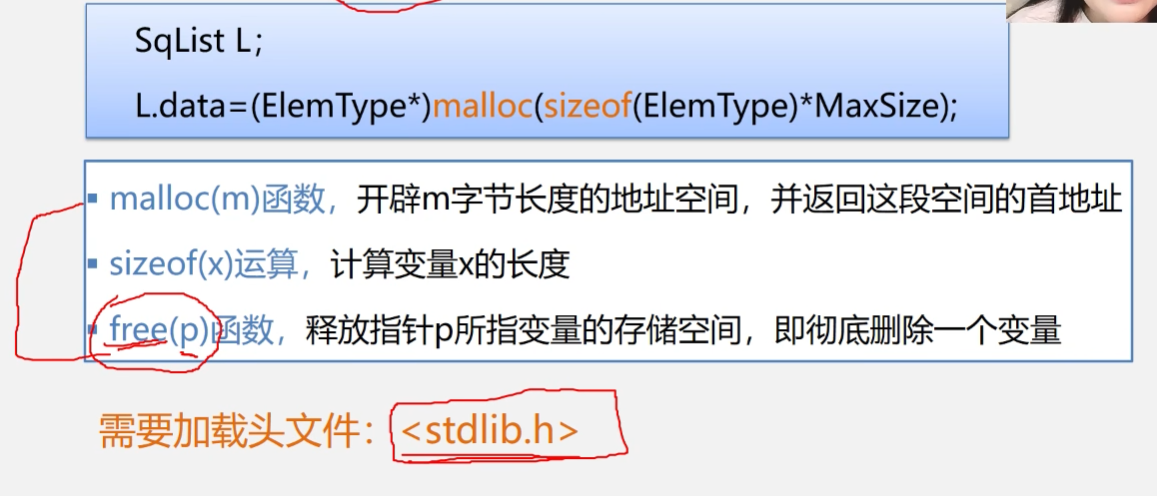 SqList L;
L.data=(ElemType*)malloc(sizeof(ElemType)*MaxSize);
▪ malloc(m)函数，开辟m字节长度的地址空间，并返回这段空间的首地址
▪ sizeof(x)运算，计算变量x的长度
▪ free(p)函数，释放指针p所指变量的存储空间，即彻底删除一个变量
需要加载头文件：<stdlib.h>